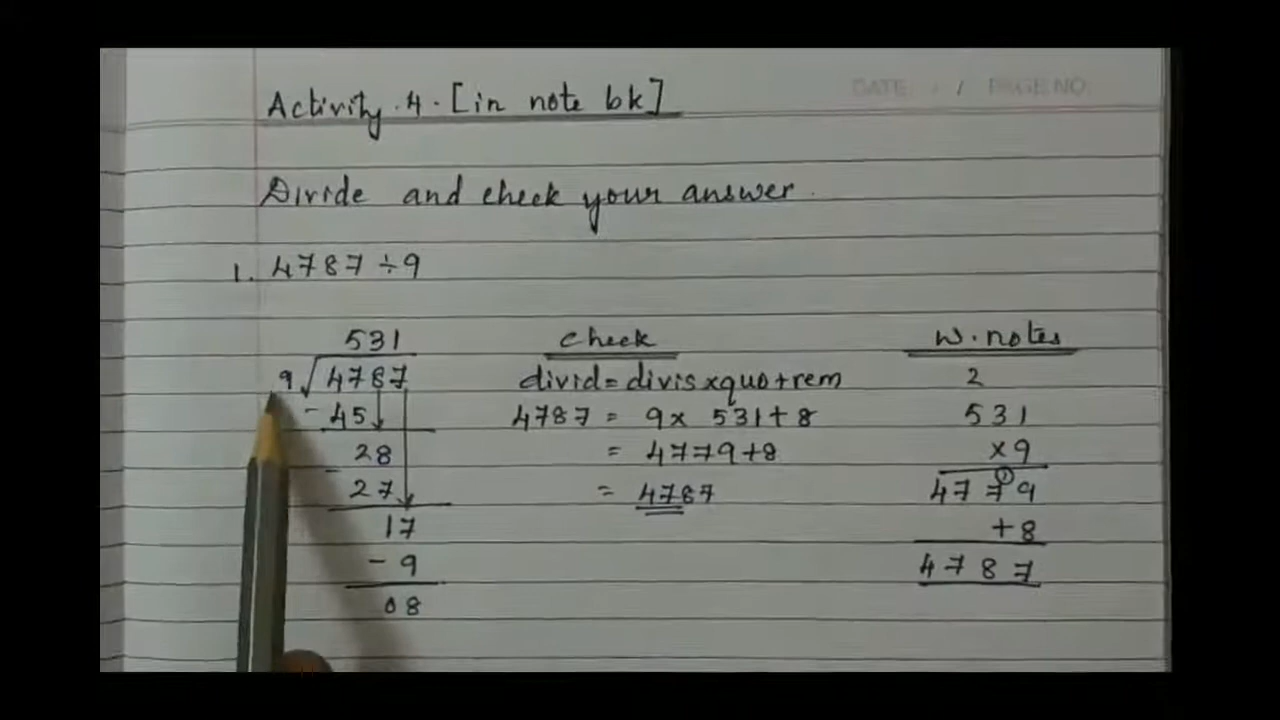 DATE / / PAGE NO.
Activity.4.[in note bk]
Divide and check your answer.
1. 4787÷9
531
9√4787
-45
28
-27
17
-9
08
check
divid=divis×quo+rem
4787 = 9× 531+8
= 4779+8
= 4787
W.notes
2
531
×9
1
4779
+8
4787